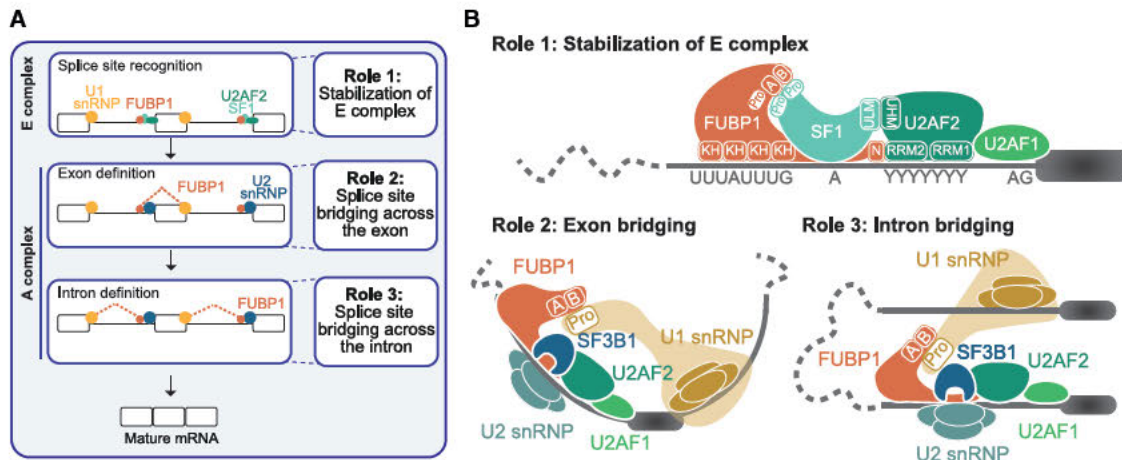 A
E complex
Splice site recognition
U1
snRNP
FUBP1
U2AF2
SF1
Role 1:
Stabilization of
E complex
A complex
Exon definition
FUBP1
U2
snRNP
Role 2:
Splice site
bridging across
the exon
Intron definition
FUBP1
Role 3:
Splice site
bridging across
the intron
Mature mRNA
B
Role 1: Stabilization of E complex
FUBP1
Pro
A
B
Pro
Pro
SF1
ULM
UHM
U2AF2
U2AF1
KH KH KH KH
N
RRM2
RRM1
UUUAUUUG
A
YYYYYYY
AG
Role 2: Exon bridging
FUBP1
A
B
Pro
SF3B1
U1 snRNP
U2AF2
U2 snRNP
U2AF1
Role 3: Intron bridging
U1 snRNP
FUBP1
A
B
Pro
SF3B1
U2AF2
U2AF1
U2 snRNP